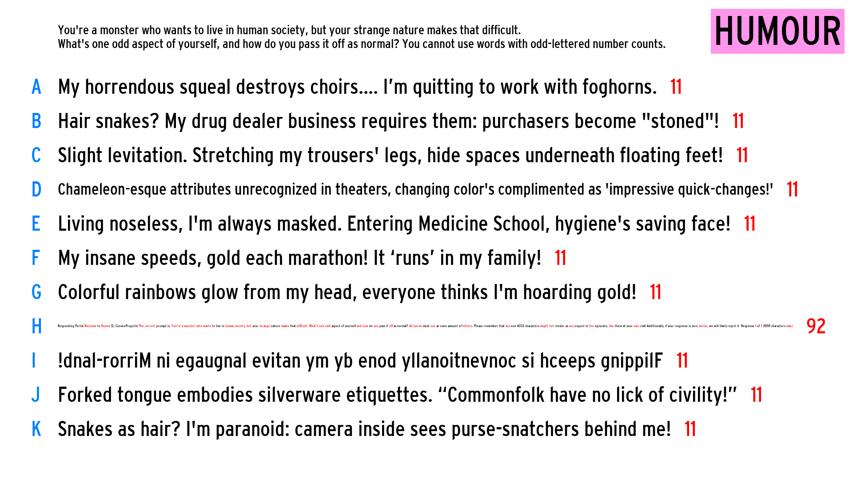 You're a monster who wants to live in human society, but your strange nature makes that difficult.
HUMOUR
What's one odd aspect of yourself, and how do you pass it off as normal? You cannot use words with odd-lettered number counts.
A My horrendous squeal destroys choirs.... I'm quitting to work with foghorns. 11
B Hair snakes? My drug dealer business requires them: purchasers become "stoned"! 11
C Slight levitation. Stretching my trousers' legs, hide spaces underneath floating feet! 11
D Chameleon-esque attributes unrecognized in theaters, changing color's complimented as 'impressive quick-changes!' 11
E Living noseless, I'm always masked. Entering Medicine School, hygiene's saving face! 11
F My insane speeds, gold each marathon! It ‘runs’ in my family! 11
G Colorful rainbows glow from my head, everyone thinks I'm hoarding gold! 11
H 92
I !dnal-rorriM ni egaugnal evitan ym yb enod yllanoitnevnoc si hceeps gnippilF 11
J Forked tongue embodies silverware etiquettes. “Commonfolk have no lick of civility!” 11
K Snakes as hair? I'm paranoid: camera inside sees purse-snatchers behind me! 11